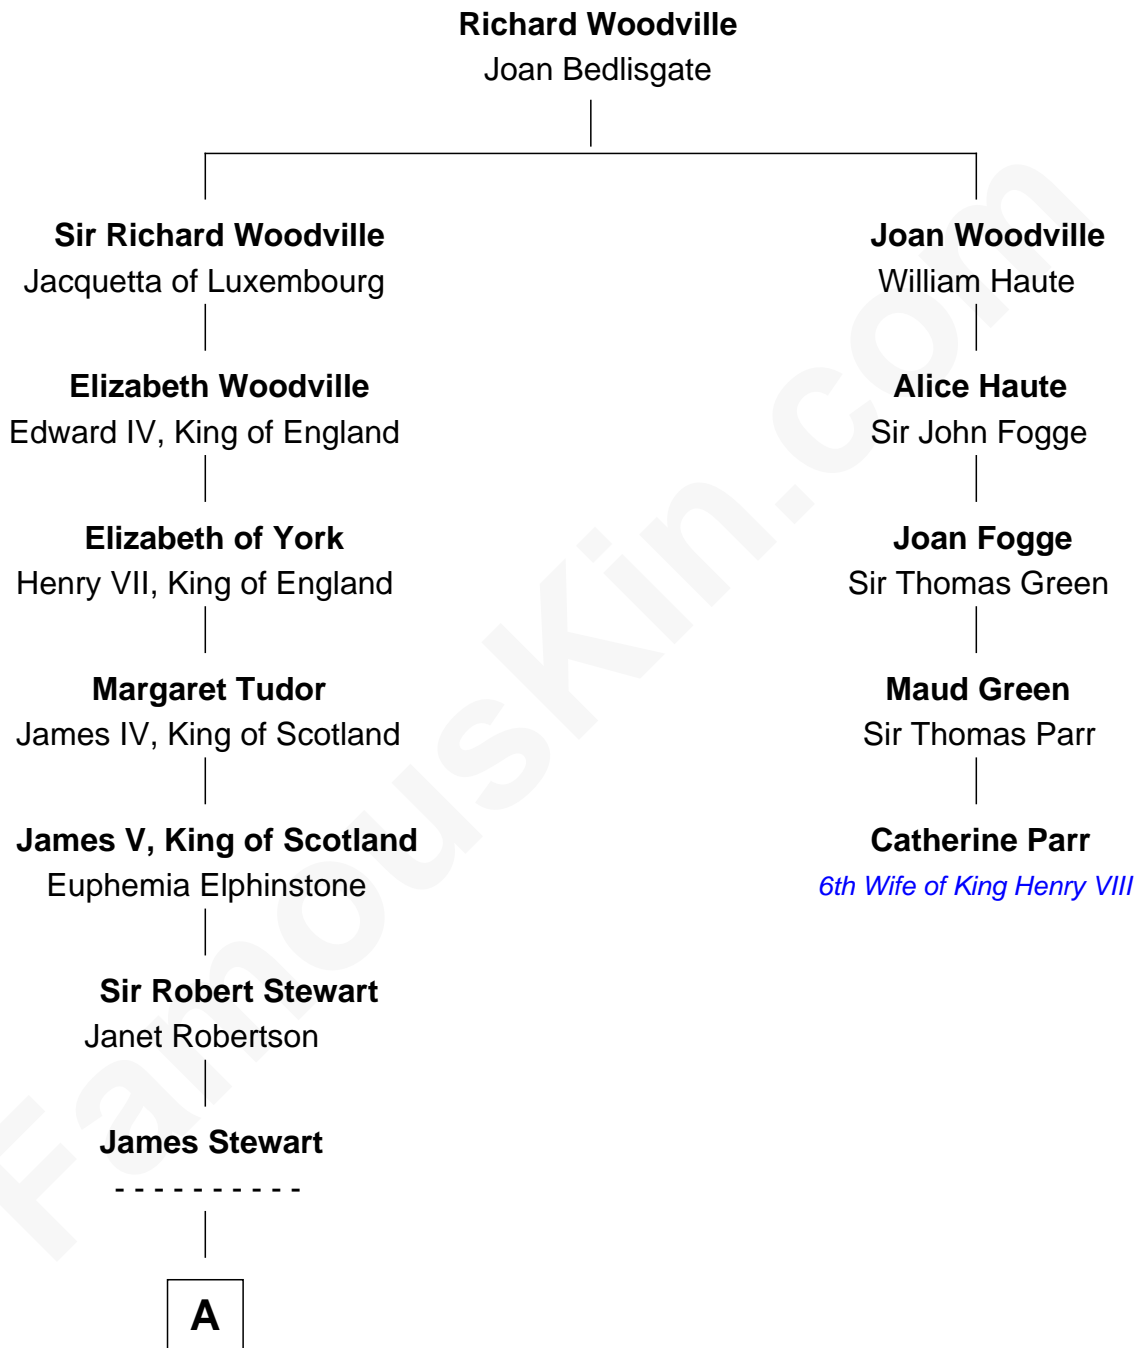 Richard Woodville
Joan Bedlisgate
Sir Richard Woodville
Jacquetta of Luxembourg
Joan Woodville
William Haute
Elizabeth Woodville
Edward IV, King of England
Alice Haute
Sir John Fogge
Elizabeth of York
Henry VII, King of England
Joan Fogge
Sir Thomas Green
Margaret Tudor
James IV, King of Scotland
Maud Green
Sir Thomas Parr
James V, King of Scotland
Euphemia Elphinstone
Catherine Parr
6th Wife of King Henry VIII
Sir Robert Stewart
Janet Robertson
James Stewart
- - - - - - - - - -
A
FamousKin.com